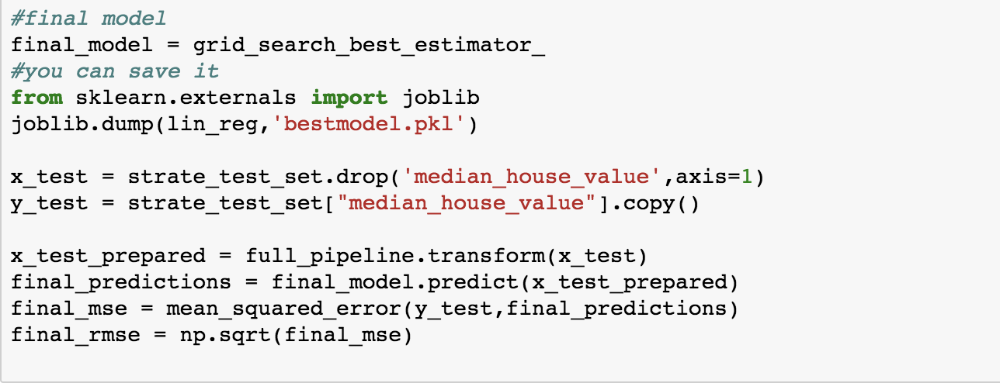 #final model
final_model = grid_search_best_estimator_
#you can save it
from sklearn.externals import joblib
joblib.dump(lin_reg,'bestmodel.pkl')
x_test = strate_test_set.drop('median_house_value',axis=1)
y_test = strate_test_set["median_house_value"].copy()
x_test_prepared = full_pipeline.transform(x_test)
final_predictions = final_model.predict(x_test_prepared)
final_mse = mean_squared_error(y_test,final_predictions)
final_rmse = np.sqrt(final_mse)